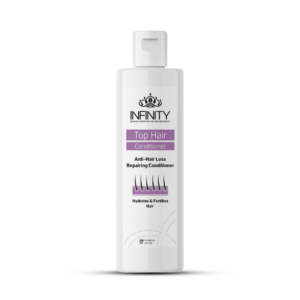 INFINITY
Top Hair
Conditioner
Anti-Hair Loss
Repairing Conditioner
Hydrates & Fortifies
Hair